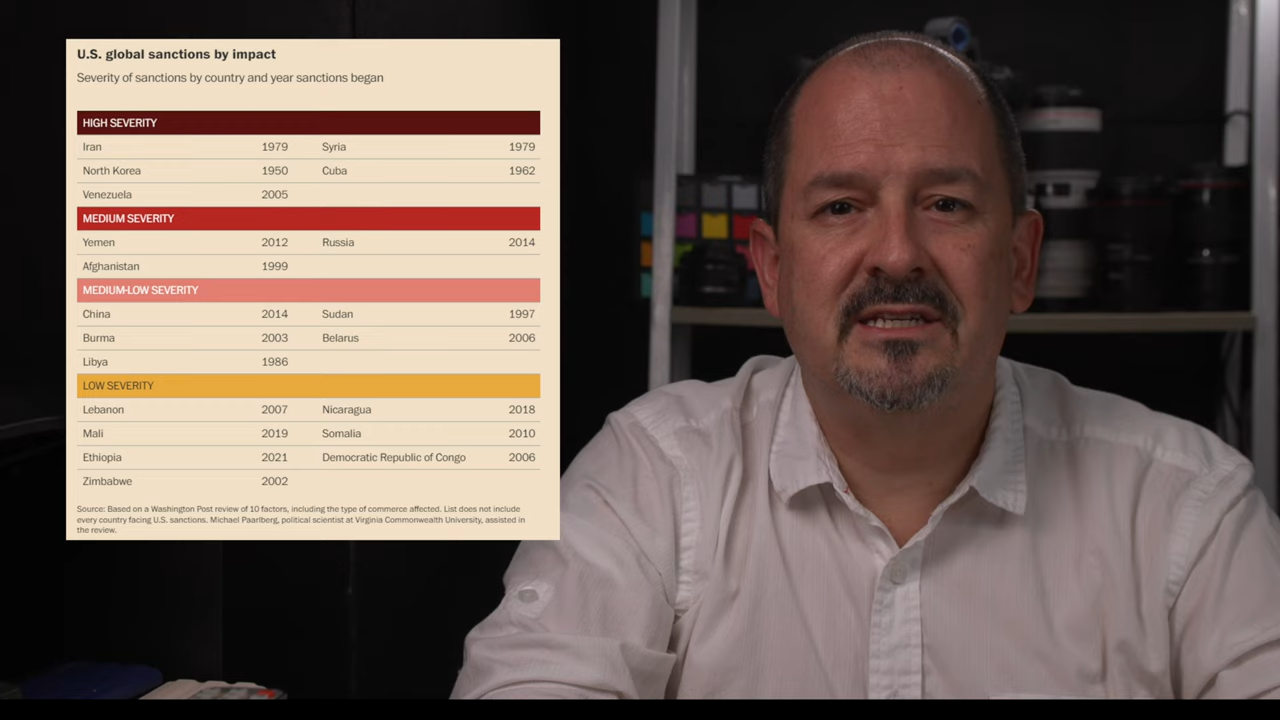 U.S. global sanctions by impact
Severity of sanctions by country and year sanctions began
HIGH SEVERITY
Iran 1979 Syria 1979
North Korea 1950 Cuba 1962
Venezuela 2005
MEDIUM SEVERITY
Yemen 2012 Russia 2014
Afghanistan 1999
MEDIUM-LOW SEVERITY
China 2014 Sudan 1997
Burma 2003 Belarus 2006
Libya 1986
LOW SEVERITY
Lebanon 2007 Nicaragua 2018
Mali 2019 Somalia 2010
Ethiopia 2021 Democratic Republic of Congo 2006
Zimbabwe 2002
Source: Based on a Washington Post review of 10 factors, including the type of commerce affected. List does not include
every country facing U.S. sanctions. Michael Paarlberg, political scientist at Virginia Commonwealth University, assisted in
the review.